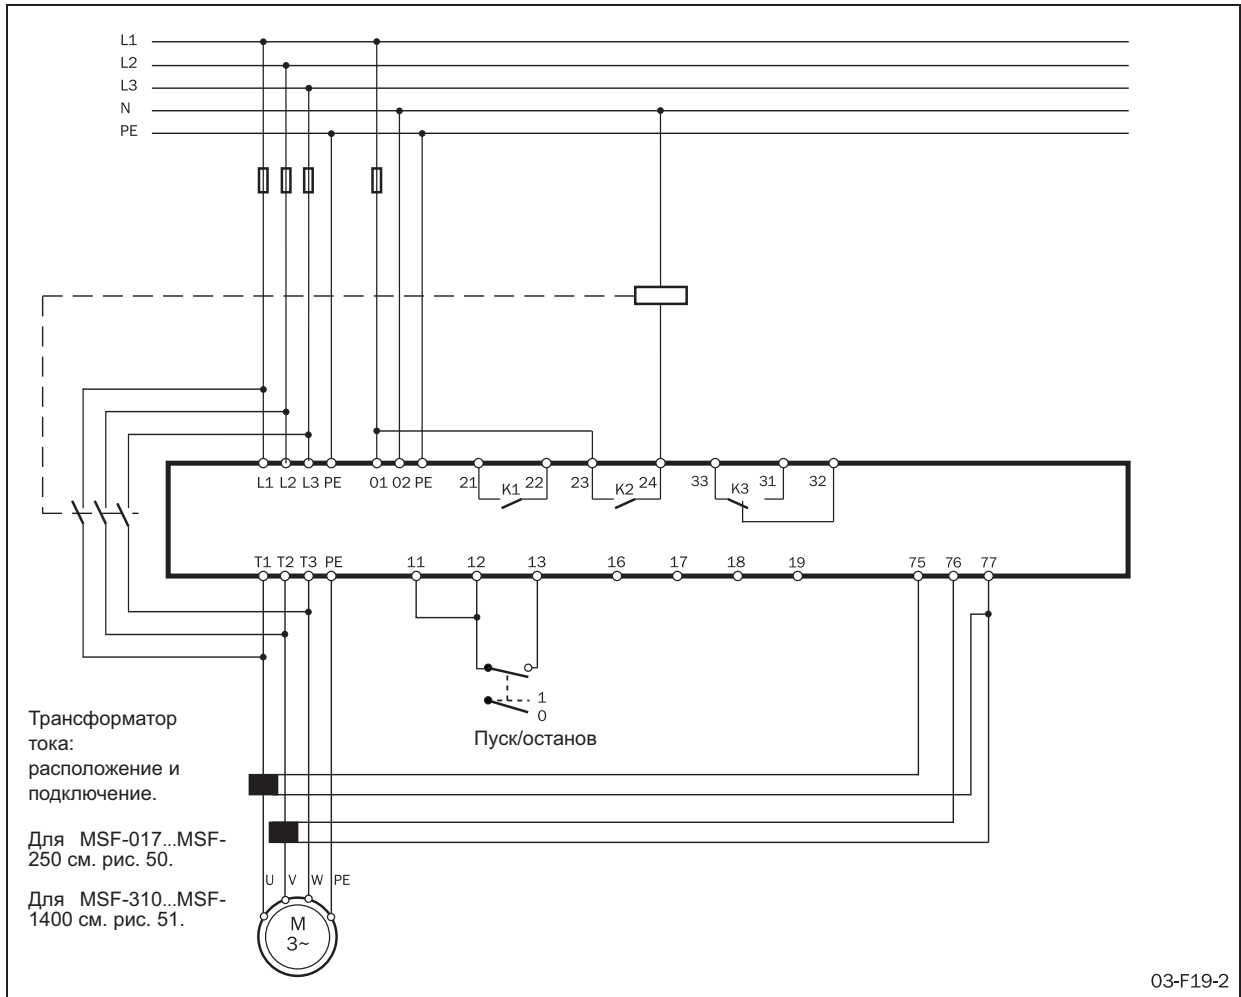 L1
L2
L3
N
PE
L1 L2 L3 PE 01 02 PE 21 K1 22 23 K2 24 33 K3 31 32
T1 T2 T3 PE 11 12 13 16 17 18 19 75 76 77
1
0
Пуск/останов
Трансформатор
тока:
расположение и
подключение.
Для MSF-017...MSF-
250 см. рис. 50.
Для MSF-310...MSF-
1400 см. рис. 51.
U V W PE
M
3~
03-F19-2